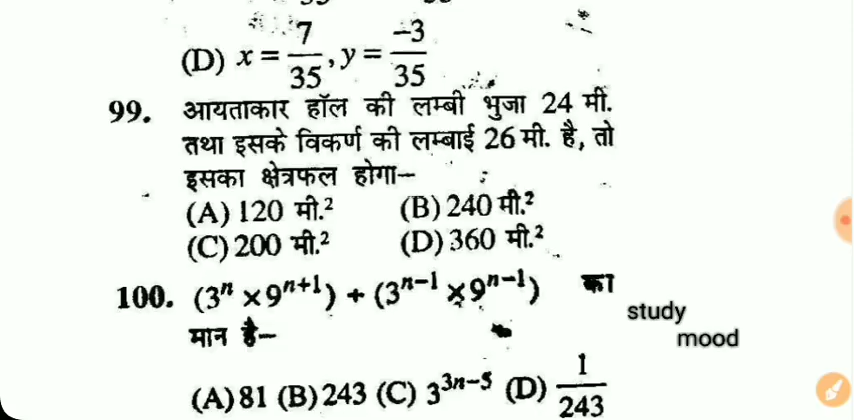 (D) x = 7/35, y = -3/35
99. आयताकार हॉल की लम्बी भुजा 24 मी.
तथा इसके विकर्ण की लम्बाई 26 मी. है, तो
इसका क्षेत्रफल होगा—
(A) 120 मी.² (B) 240 मी.²
(C) 200 मी.² (D) 360 मी.²
100. (3ⁿ × 9ⁿ⁺¹) ÷ (3ⁿ⁻¹ × 9ⁿ⁻¹) का
मान है—
(A) 81 (B) 243 (C) 3³ⁿ⁻⁵ (D) 1/243
study
mood